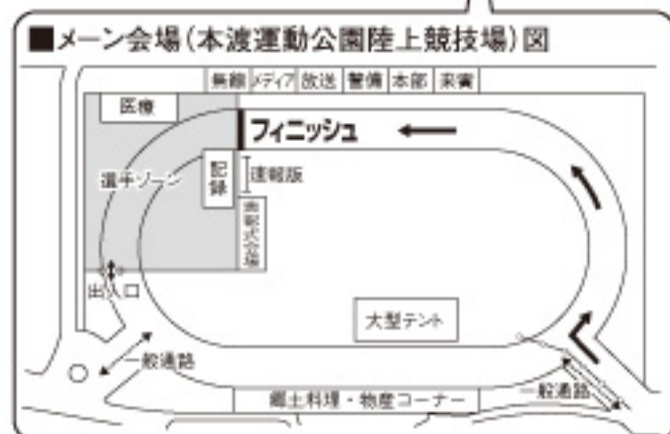 ■メーン会場(本渡運動公園陸上競技場)図
無線 メディア 放送 警備 本部 来賓
医療
フィニッシュ
選手ゾーン
記録
速報版
表彰式会場
出入口
大型テント
一般通路
一般通路
郷土料理・物産コーナー